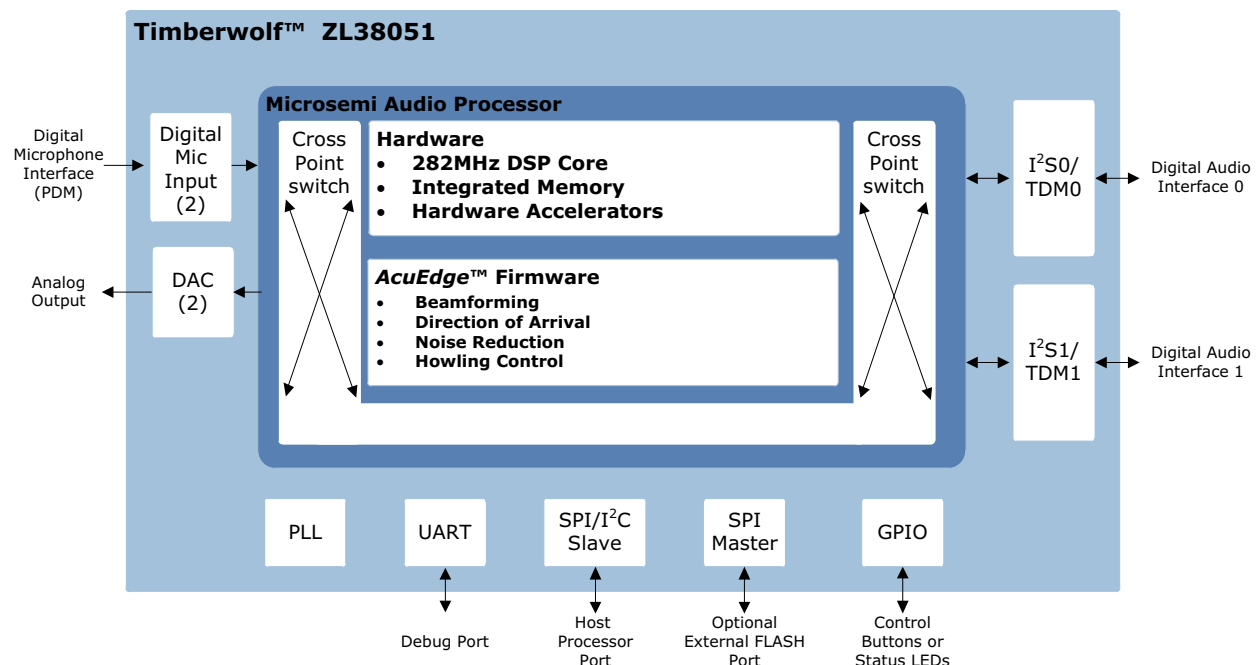 Timberwolf™ ZL38051
Microsemi Audio Processor
Digital
Microphone
Interface
(PDM)
Digital
Mic
Input
(2)
Cross
Point
switch
Hardware
• 282MHz DSP Core
• Integrated Memory
• Hardware Accelerators
Cross
Point
switch
I²S0/
TDM0
Digital Audio
Interface 0
Analog
Output
DAC
(2)
AcuEdge™ Firmware
• Beamforming
• Direction of Arrival
• Noise Reduction
• Howling Control
I²S1/
TDM1
Digital Audio
Interface 1
PLL
UART
SPI/I²C
Slave
SPI
Master
GPIO
Debug Port
Host
Processor
Port
Optional
External FLASH
Port
Control
Buttons or
Status LEDs